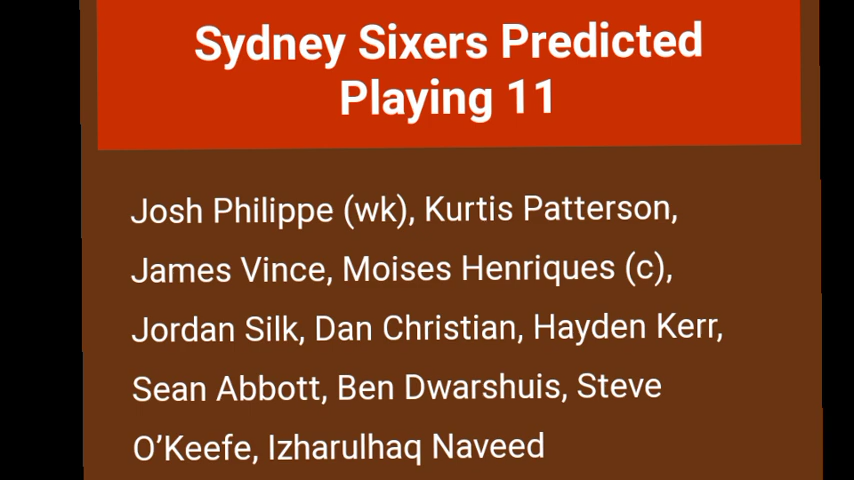 Sydney Sixers Predicted
Playing 11
Josh Philippe (wk), Kurtis Patterson,
James Vince, Moises Henriques (c),
Jordan Silk, Dan Christian, Hayden Kerr,
Sean Abbott, Ben Dwarshuis, Steve
O’Keefe, Izharulhaq Naveed